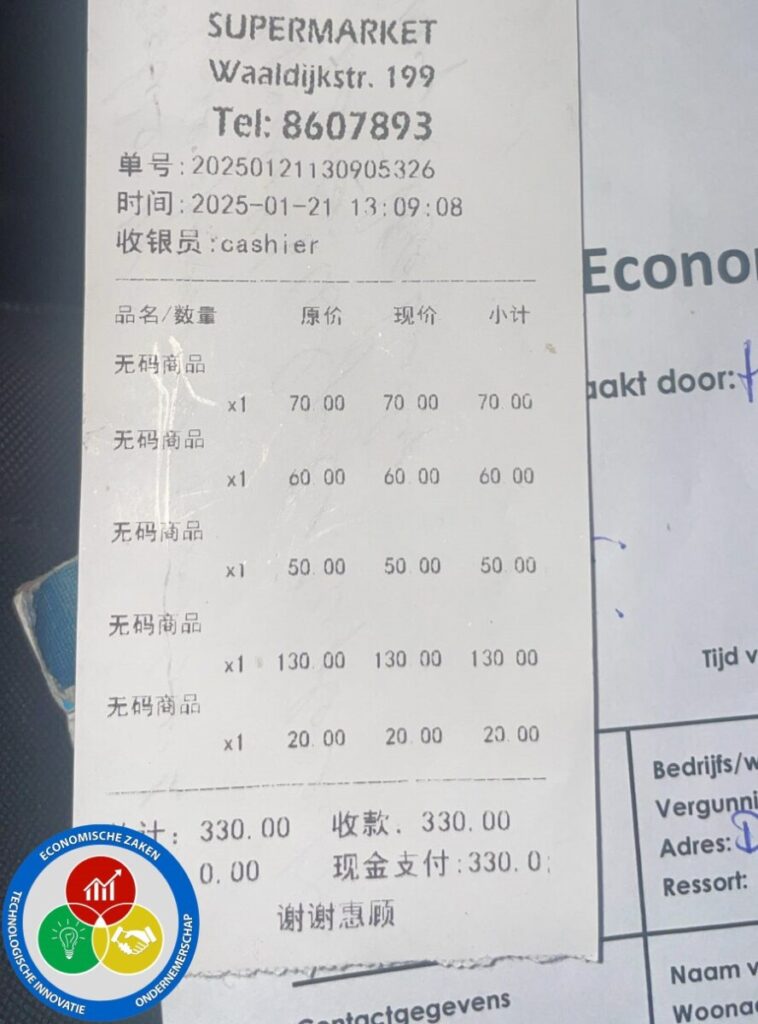 SUPERMARKET
Waaldijkstr. 199
Tel: 8607893
单号:20250121130905326
时间:2025-01-21 13:09:08
收银员:cashier
品名/数量 原价 现价 小计
无码商品
x1 70.00 70.00 70.00
无码商品
x1 60.00 60.00 60.00
无码商品
x1 50.00 50.00 50.00
无码商品
x1 130.00 130.00 130.00
无码商品
x1 20.00 20.00 20.00
计: 330.00 收款. 330.00
0.00 现金支付:330.0
谢谢惠顾
Econo
aakt door:
Tijd v
Bedrijfs/w
Vergunni
Adres:
Ressort:
Naam v
Woona
Contactgegevens
ECONOMISCHE ZAKEN
TECHNOLOGISCHE INNOVATIE
ONDERNEMERSCHAP